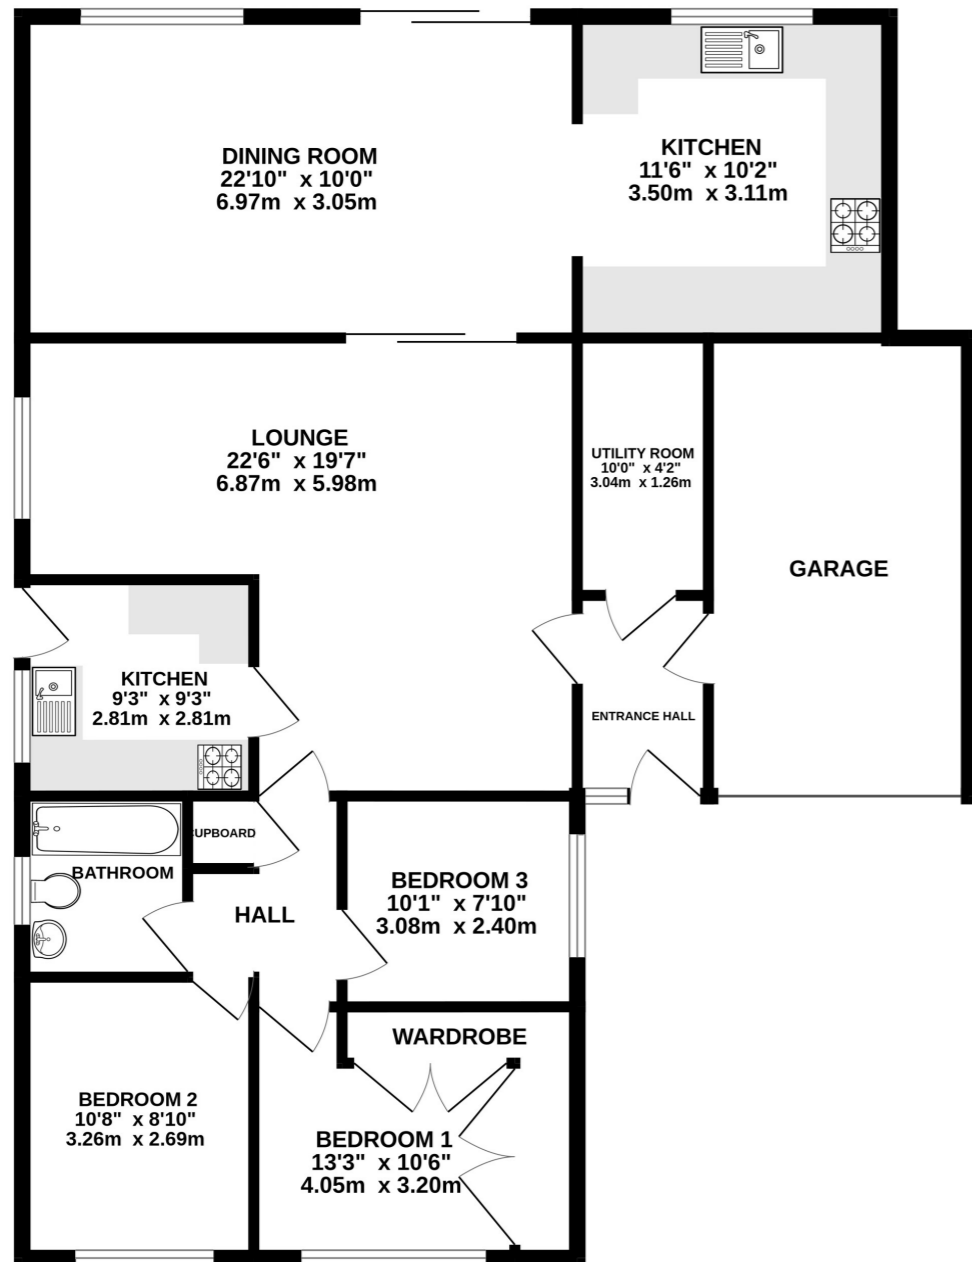 DINING ROOM
22'10" x 10'0"
6.97m x 3.05m
KITCHEN
11'6" x 10'2"
3.50m x 3.11m
LOUNGE
22'6" x 19'7"
6.87m x 5.98m
UTILITY ROOM
10'0" x 4'2"
3.04m x 1.26m
GARAGE
KITCHEN
9'3" x 9'3"
2.81m x 2.81m
ENTRANCE HALL
CUPBOARD
BATHROOM
HALL
BEDROOM 3
10'1" x 7'10"
3.08m x 2.40m
WARDROBE
BEDROOM 2
10'8" x 8'10"
3.26m x 2.69m
BEDROOM 1
13'3" x 10'6"
4.05m x 3.20m